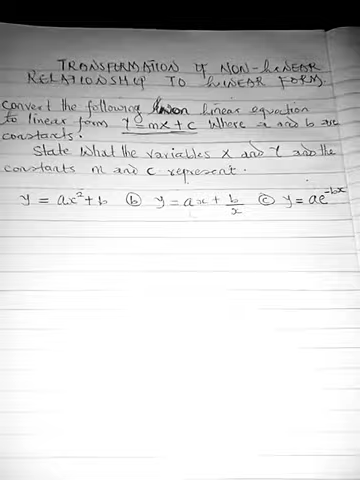 TRANSFORMATION of NON-LINEAR
RELATIONSHIP TO LINEAR FORM.
convert the following non linear equation
to linear form Y = mX + C Where a and b are
constants.
State What the variables X and Y and the
constants m and c represent.
y = ax² + b (b) y = ax + b/x (c) y = ae^-bx